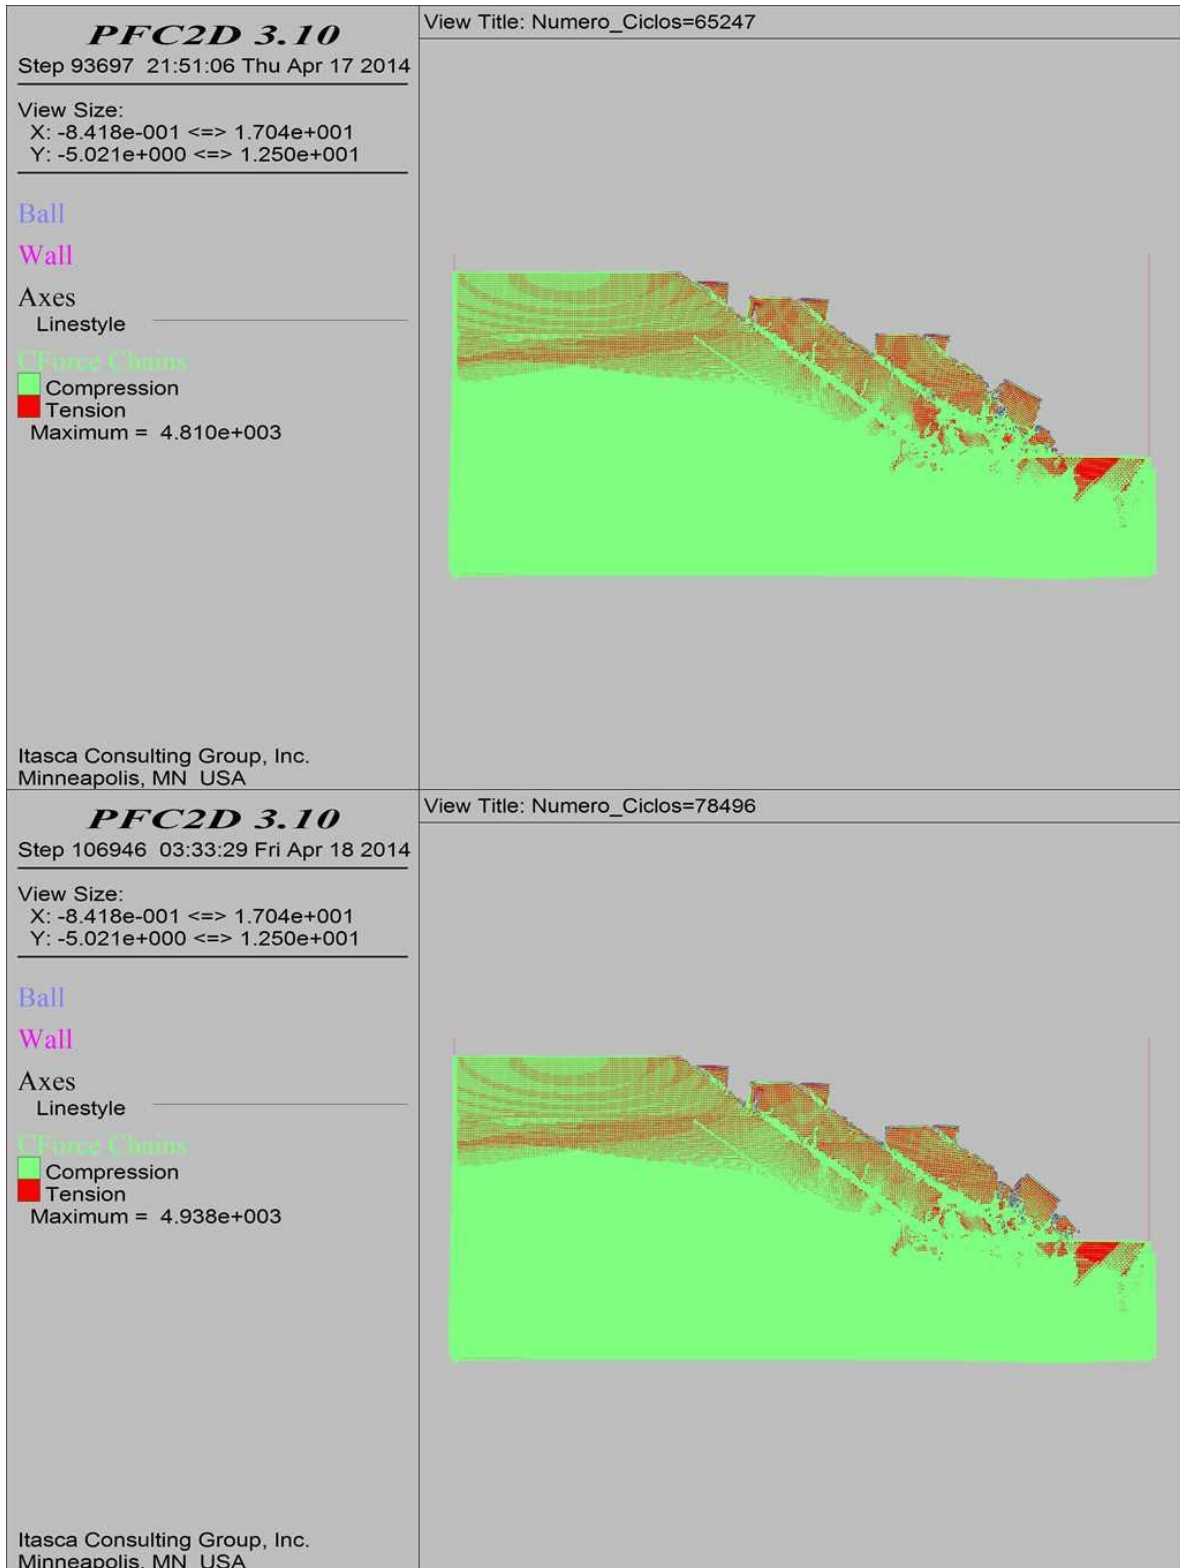 PFC2D 3.10
Step 93697 21:51:06 Thu Apr 17 2014
View Size:
X: -8.418e-001 <=> 1.704e+001
Y: -5.021e+000 <=> 1.250e+001
Ball
Wall
Axes
Linestyle
CForce Chains
Compression
Tension
Maximum = 4.810e+003
Itasca Consulting Group, Inc.
Minneapolis, MN USA
View Title: Numero_Ciclos=65247
PFC2D 3.10
Step 106946 03:33:29 Fri Apr 18 2014
View Size:
X: -8.418e-001 <=> 1.704e+001
Y: -5.021e+000 <=> 1.250e+001
Ball
Wall
Axes
Linestyle
CForce Chains
Compression
Tension
Maximum = 4.938e+003
Itasca Consulting Group, Inc.
Minneapolis, MN USA
View Title: Numero_Ciclos=78496